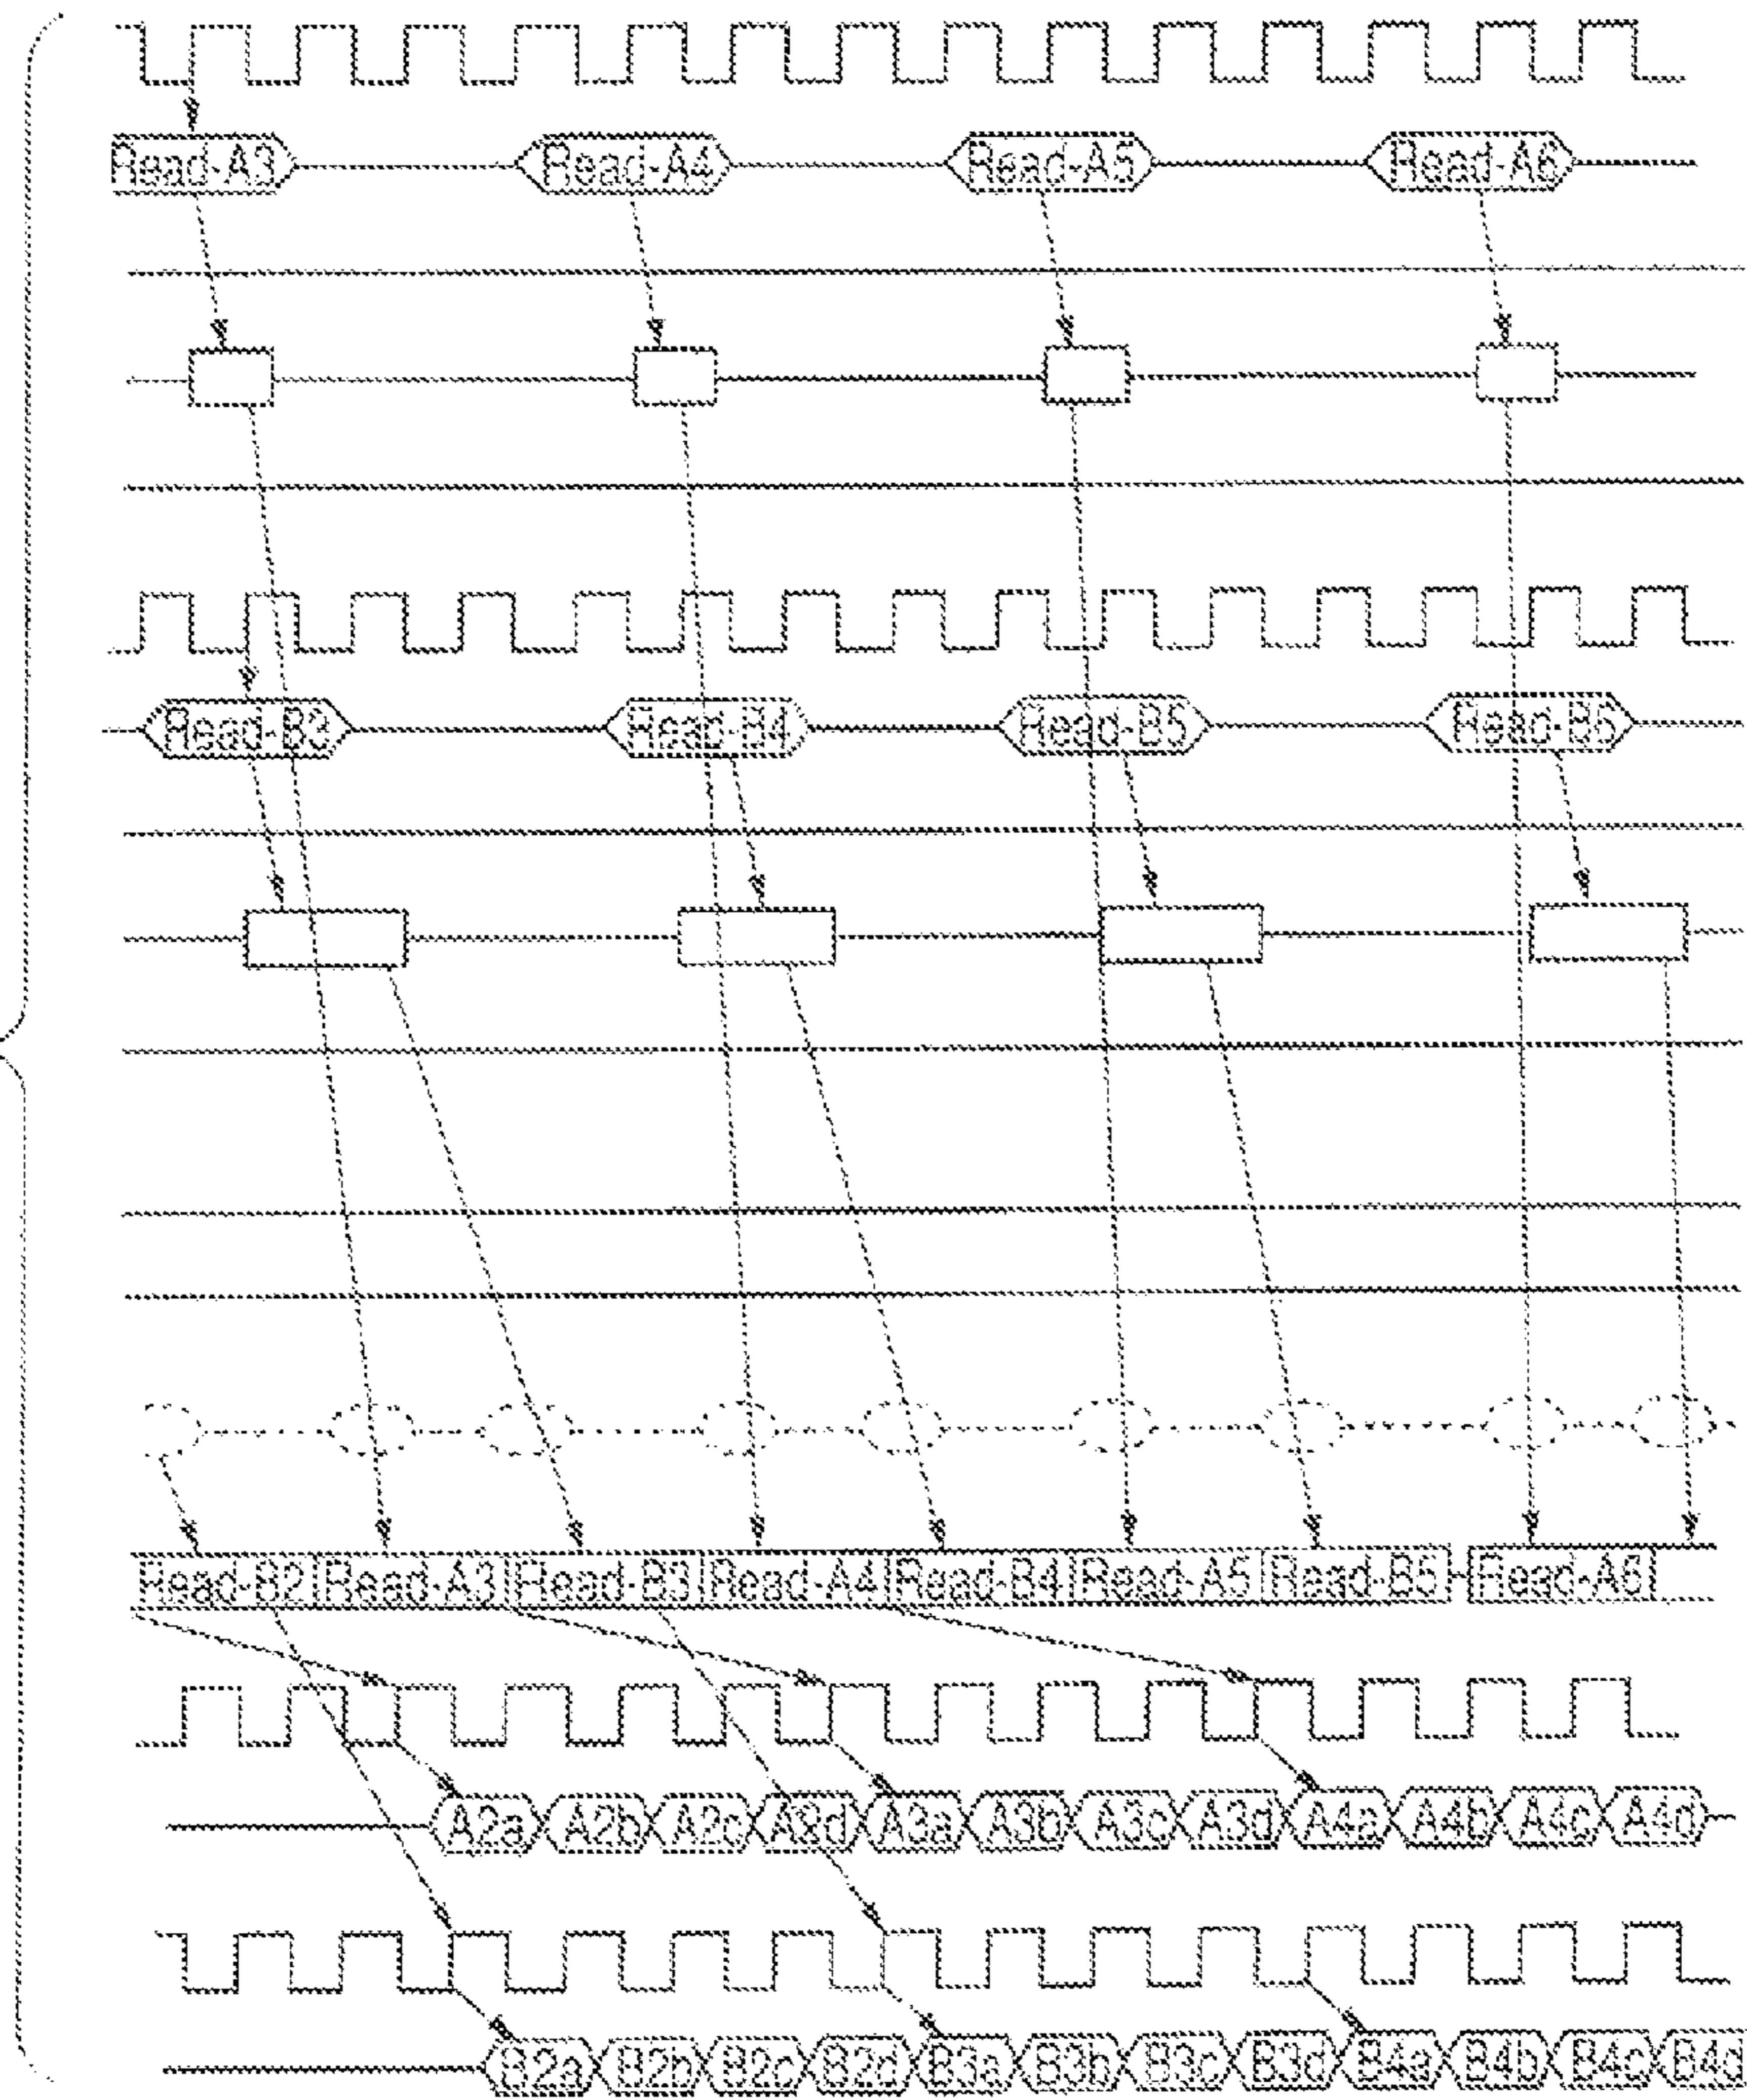 Read-A3 Read-A4 Read-A5 Read-A6
Read-B3 Read-B4 Read-B5 Read-B6
Read-B2 Read-A3 Read-B3 Read-A4 Read-B4 Read-A5 Read-B5 Read-A6
A2a A2b A2c A2d A3a A3b A3c A3d A4a A4b A4c A4d
B2a B2b B2c B2d B3a B3b B3c B3d B4a B4b B4c B4d